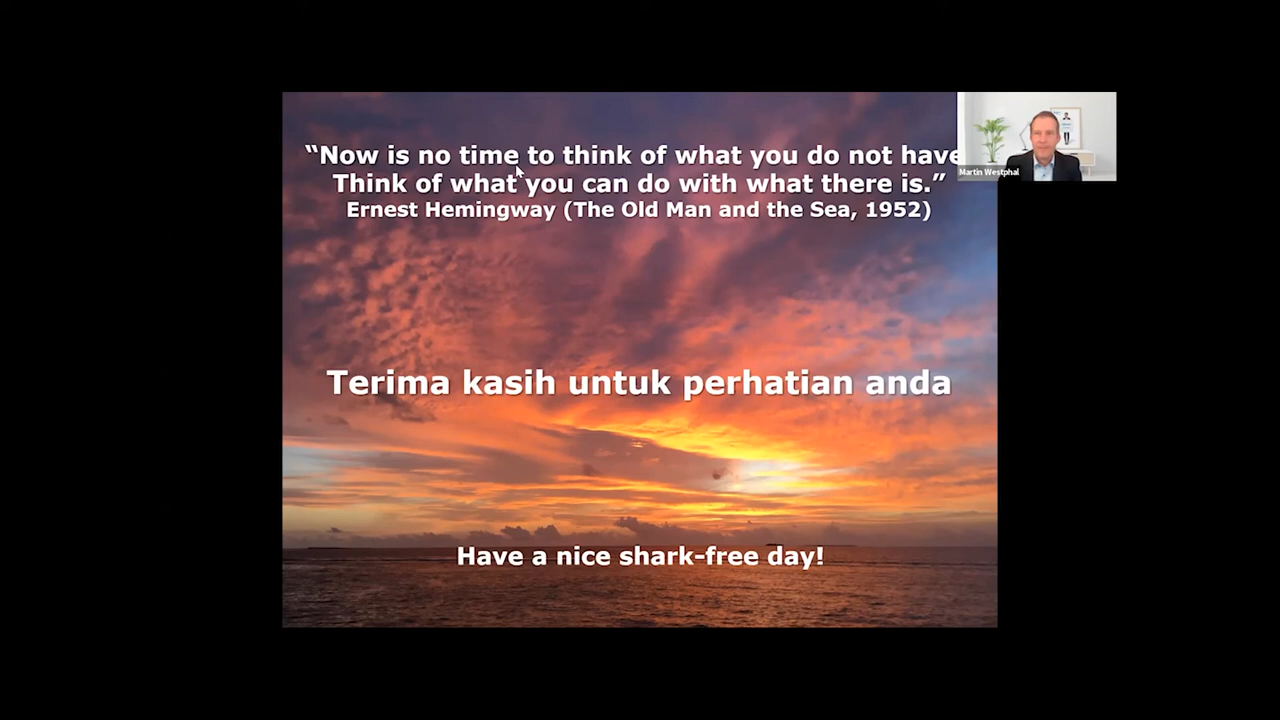 “Now is no time to think of what you do not have
Think of what you can do with what there is.”
Ernest Hemingway (The Old Man and the Sea, 1952)
Martin Westphal
Terima kasih untuk perhatian anda
Have a nice shark-free day!